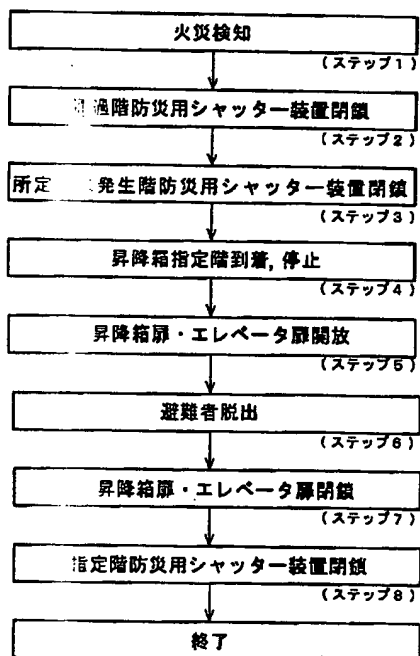 火災検知
(ステップ1)
過階防災用シャッター装置閉鎖
(ステップ2)
所定 発生階防災用シャッター装置閉鎖
(ステップ3)
昇降箱指定階到着,停止
(ステップ4)
昇降箱扉・エレベータ扉開放
(ステップ5)
避難者脱出
(ステップ6)
昇降箱扉・エレベータ扉閉鎖
(ステップ7)
指定階防災用シャッター装置閉鎖
(ステップ8)
終了